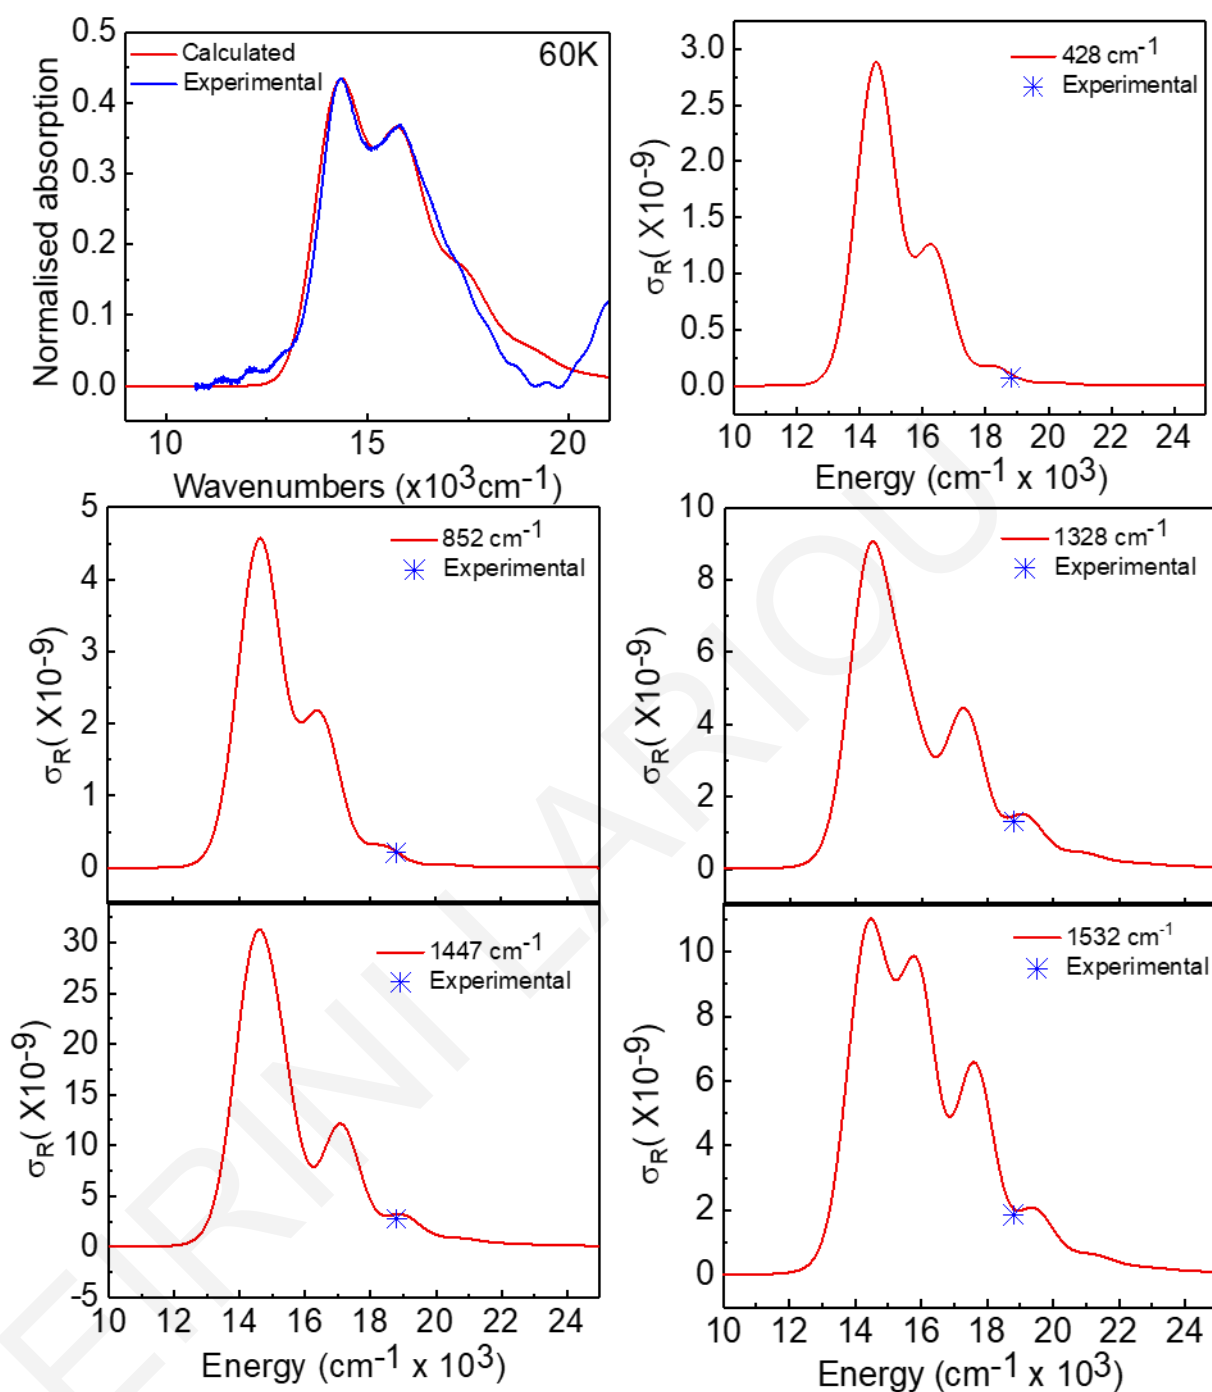 0.5
0.4
0.3
0.2
0.1
0.0
Normalised absorption
Calculated
Experimental
60K
10
15
20
Wavenumbers (x10³cm⁻¹)
3.0
2.5
2.0
1.5
1.0
0.5
0.0
σR( X10⁻⁹)
428 cm⁻¹
Experimental
10 12 14 16 18 20 22 24
Energy (cm⁻¹ x 10³)
5
4
3
2
1
0
σR( X10⁻⁹)
852 cm⁻¹
Experimental
10
8
6
4
2
0
σR( X10⁻⁹)
1328 cm⁻¹
Experimental
30
25
20
15
10
5
0
-5
σR( X10⁻⁹)
1447 cm⁻¹
Experimental
10 12 14 16 18 20 22 24
Energy (cm⁻¹ x 10³)
10
8
6
4
2
0
σR( X10⁻⁹)
1532 cm⁻¹
Experimental
10 12 14 16 18 20 22 24
Energy (cm⁻¹ x 10³)
EIRINI LARIOU